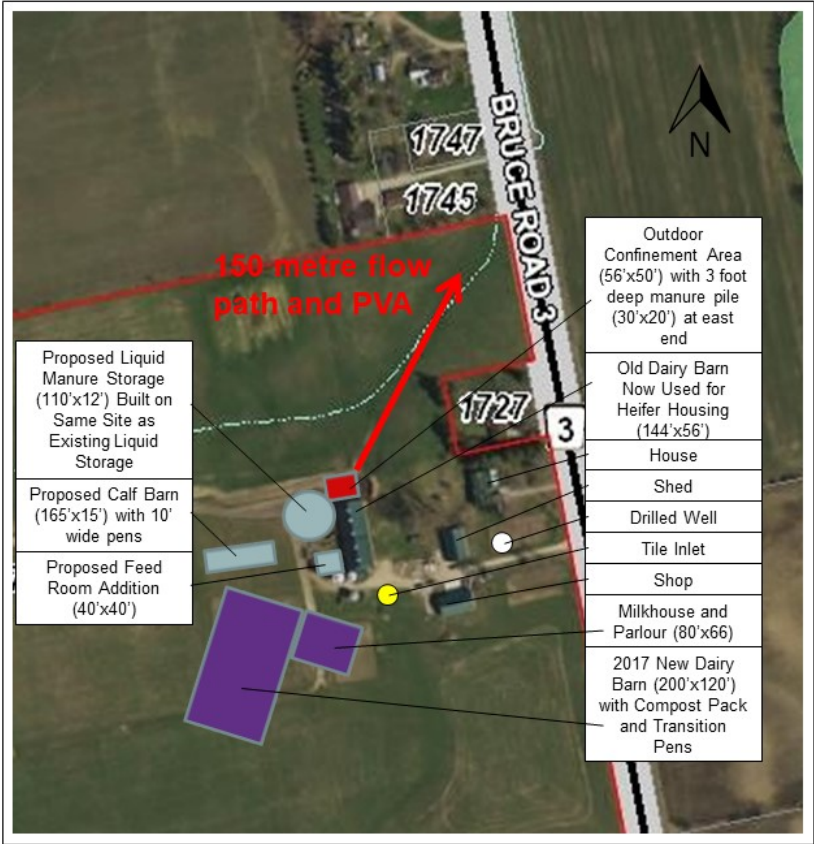 1747
1745
BRUCE ROAD 3
N
150 metre flow
path and PVA
1727
3
Proposed Liquid
Manure Storage
(110'x12') Built on
Same Site as
Existing Liquid
Storage
Proposed Calf Barn
(165'x15') with 10'
wide pens
Proposed Feed
Room Addition
(40'x40')
Outdoor
Confinement Area
(56'x50') with 3 foot
deep manure pile
(30'x20') at east
end
Old Dairy Barn
Now Used for
Heifer Housing
(144'x56')
House
Shed
Drilled Well
Tile Inlet
Shop
Milkhouse and
Parlour (80'x66)
2017 New Dairy
Barn (200'x120')
with Compost Pack
and Transition
Pens